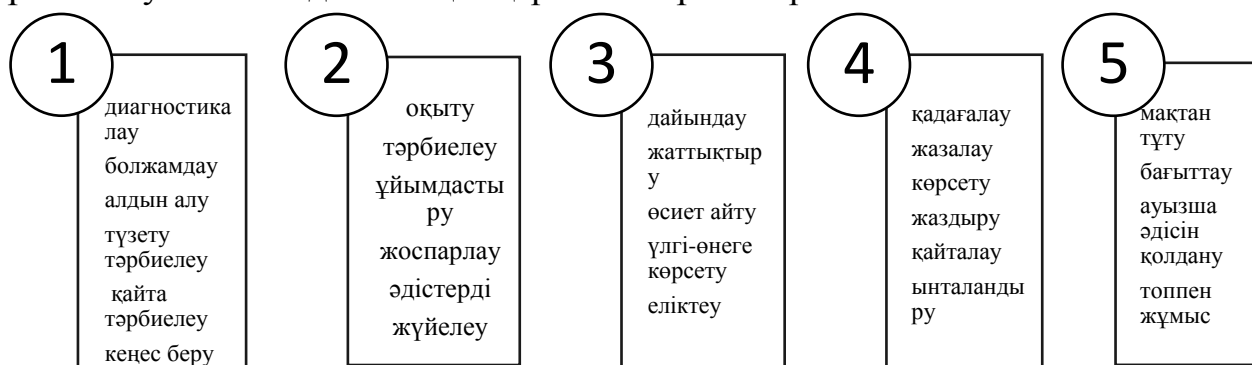 1
диагностика
лау
болжамдау
алдын алу
түзету
тәрбиелеу
қайта
тәрбиелеу
кеңес беру
2
оқыту
тәрбиелеу
ұйымдасты
ру
жоспарлау
әдістерді
жүйелеу
3
дайындау
жаттықтыр
у
өсиет айту
үлгі-өнеге
көрсету
еліктеу
4
қадағалау
жазалау
көрсету
жаздыру
қайталау
ынталанды
ру
5
мақтан
тұту
бағыттау
ауызша
әдісін
қолдану
топпен
жұмыс